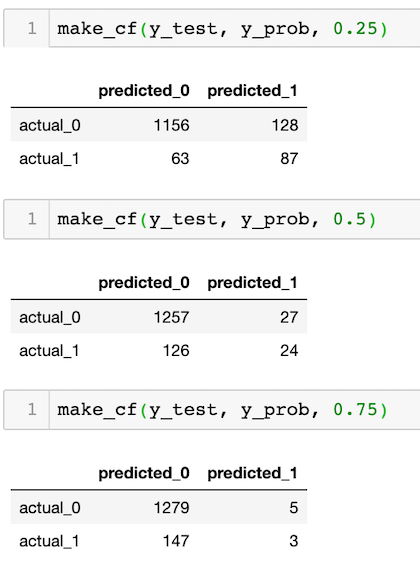 1 make_cf(y_test, y_prob, 0.25)
predicted_0 predicted_1
actual_0 1156 128
actual_1 63 87
1 make_cf(y_test, y_prob, 0.5)
predicted_0 predicted_1
actual_0 1257 27
actual_1 126 24
1 make_cf(y_test, y_prob, 0.75)
predicted_0 predicted_1
actual_0 1279 5
actual_1 147 3